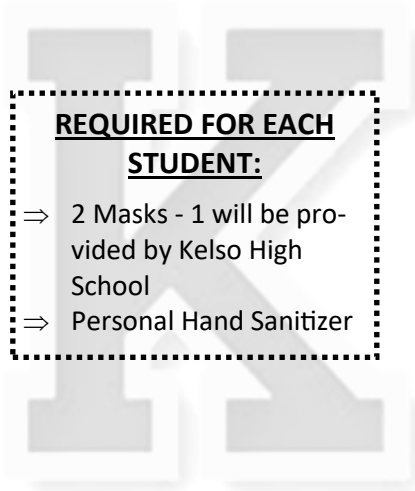 REQUIRED FOR EACH
STUDENT:
⇒ 2 Masks - 1 will be pro-
vided by Kelso High
School
⇒ Personal Hand Sanitizer